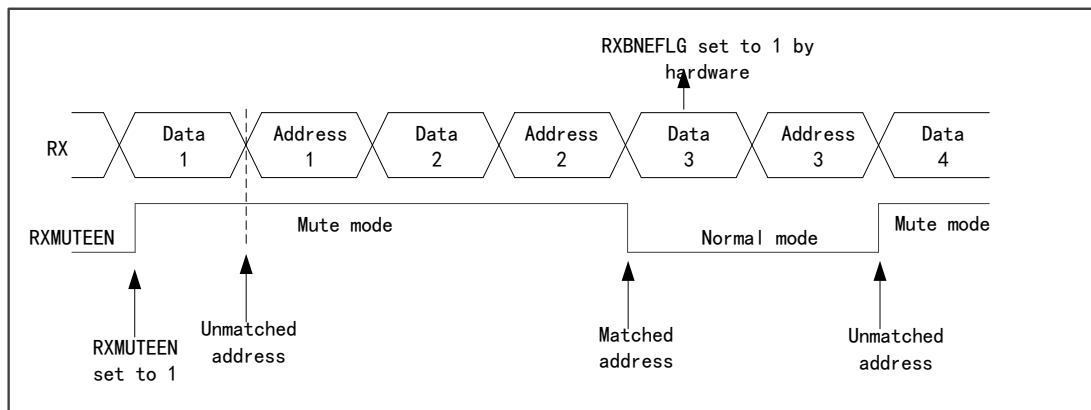 RXBNEFLG set to 1 by
hardware
RX
Data
1
Address
1
Data
2
Address
2
Data
3
Address
3
Data
4
RXMUTEEN
Mute mode
Normal mode
Mute mode
RXMUTEEN
set to 1
Unmatched
address
Matched
address
Unmatched
address